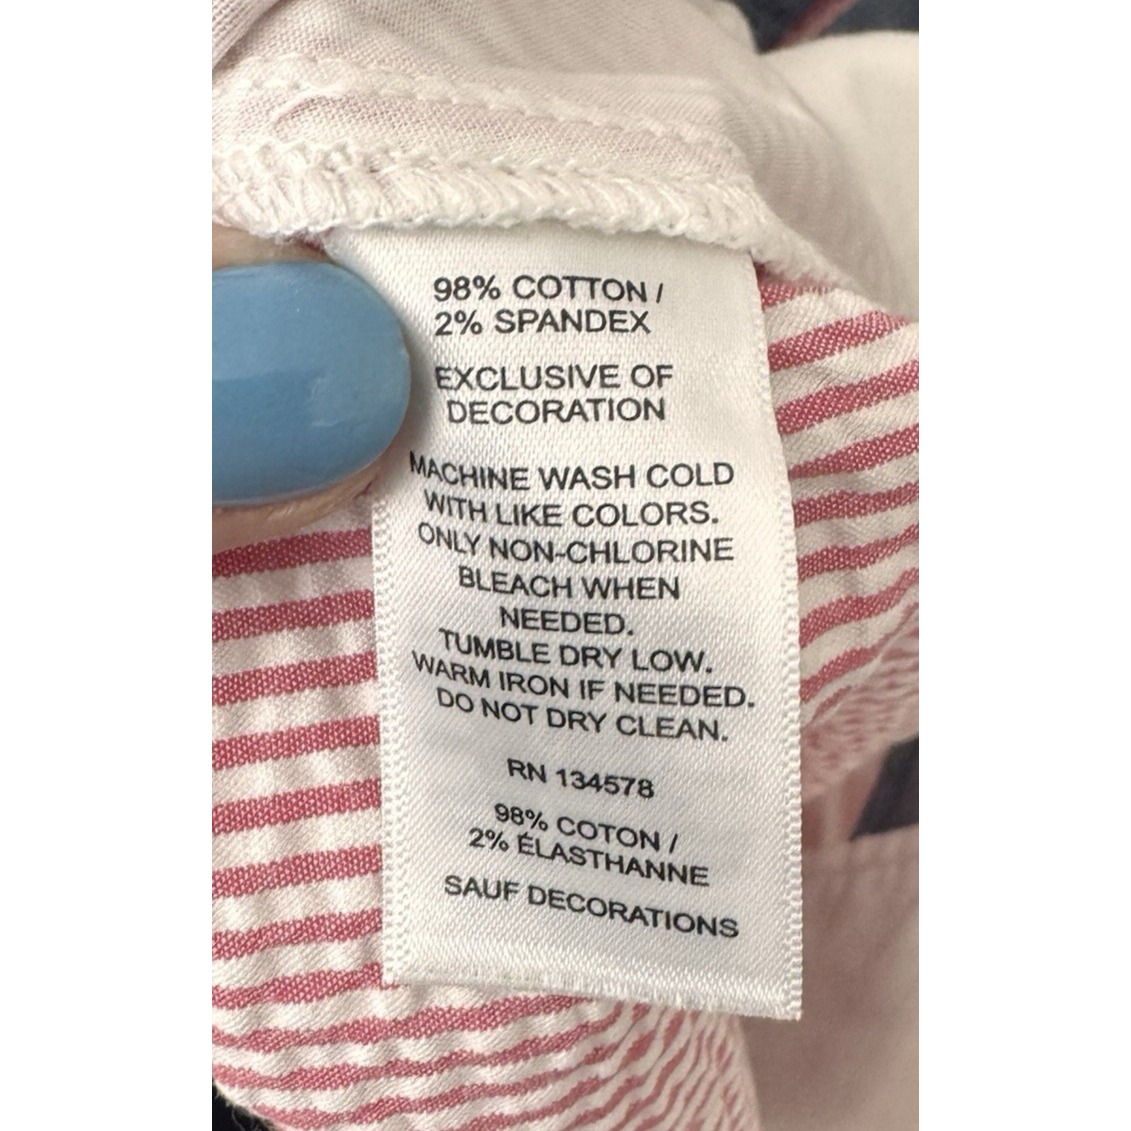 98% COTTON /
2% SPANDEX
EXCLUSIVE OF
DECORATION
MACHINE WASH COLD
WITH LIKE COLORS.
ONLY NON-CHLORINE
BLEACH WHEN
NEEDED.
TUMBLE DRY LOW.
WARM IRON IF NEEDED.
DO NOT DRY CLEAN.
RN 134578
98% COTON /
2% ÉLASTHANNE
SAUF DECORATIONS